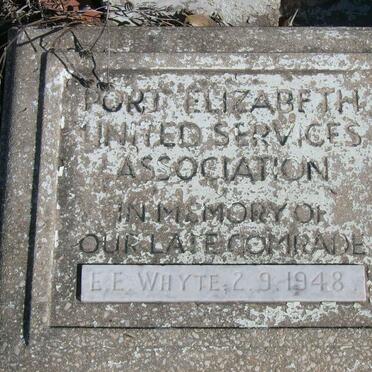 PORT ELIZABETH
UNITED SERVICES
ASSOCIATION
IN MEMORY OF
OUR LATE COMRADE
E.E. WHYTE, 2.9.1948